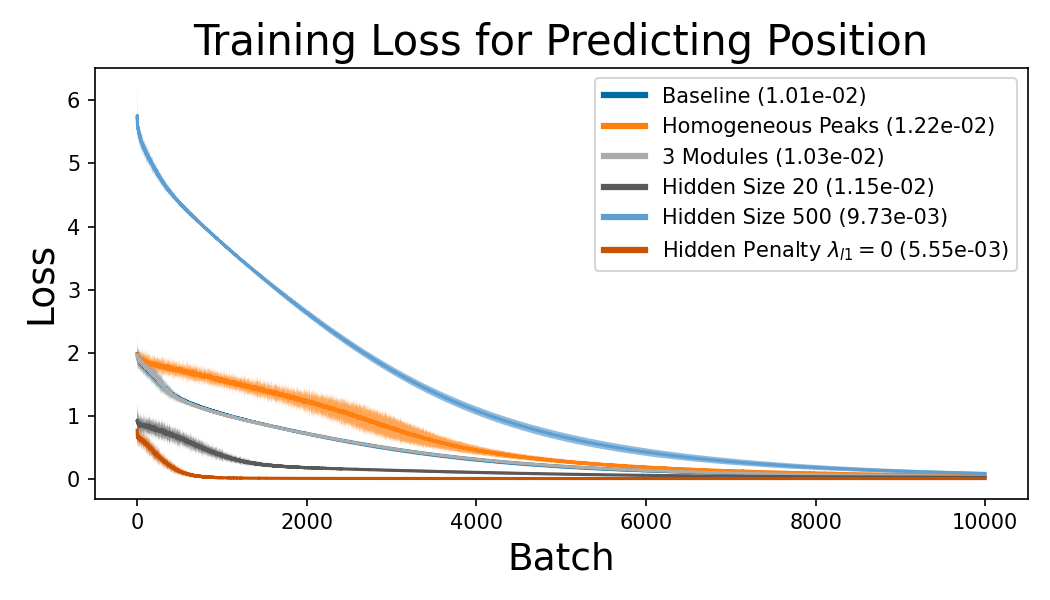 Training Loss for Predicting Position
Loss
6
5
4
3
2
1
0
Baseline (1.01e-02)
Homogeneous Peaks (1.22e-02)
3 Modules (1.03e-02)
Hidden Size 20 (1.15e-02)
Hidden Size 500 (9.73e-03)
Hidden Penalty λ_{l1} = 0 (5.55e-03)
0 2000 4000 6000 8000 10000
Batch